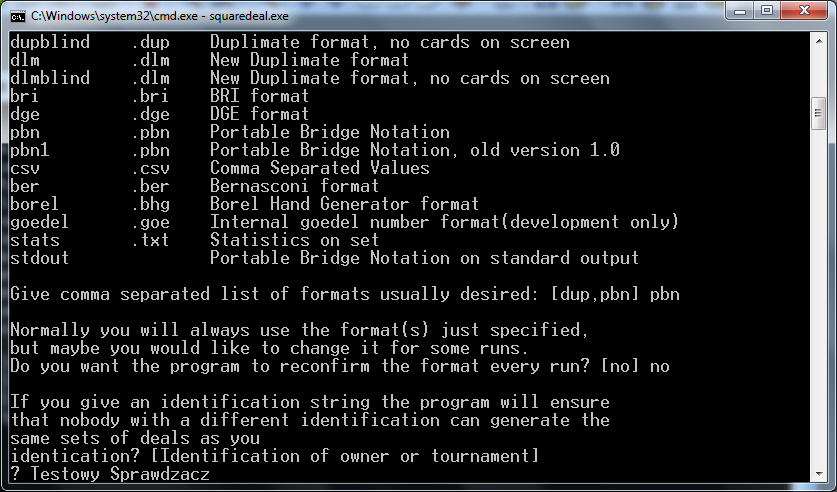 C:\Windows\system32\cmd.exe - squaredeal.exe
dupblind .dup Duplimate format, no cards on screen
dlm .dlm New Duplimate format
dlmblind .dlm New Duplimate format, no cards on screen
bri .bri BRI format
dge .dge DGE format
pbn .pbn Portable Bridge Notation
pbn1 .pbn Portable Bridge Notation, old version 1.0
csv .csv Comma Separated Values
ber .ber Bernasconi format
borel .bhg Borel Hand Generator format
goedel .goe Internal goedel number format(development only)
stats .txt Statistics on set
stdout Portable Bridge Notation on standard output
Give comma separated list of formats usually desired: [dup,pbn] pbn
Normally you will always use the format(s) just specified,
but maybe you would like to change it for some runs.
Do you want the program to reconfirm the format every run? [no] no
If you give an identification string the program will ensure
that nobody with a different identification can generate the
same sets of deals as you
identication? [Identification of owner or tournament]
? Testowy Sprawdzacz